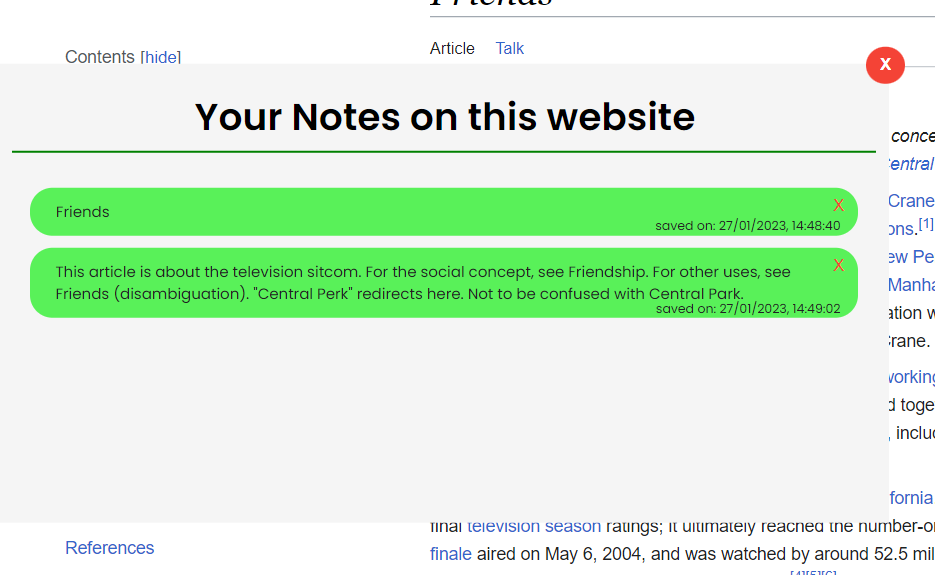 Friends
Article Talk
Contents [hide]
X
Your Notes on this website
Friends
X
saved on: 27/01/2023, 14:48:40
This article is about the television sitcom. For the social concept, see Friendship. For other uses, see
X
Friends (disambiguation). "Central Perk" redirects here. Not to be confused with Central Park.
saved on: 27/01/2023, 14:49:02
conce
Central
Crane
ons.[1]
ew Pe
Manha
ation w
Crane.
working
d toge
, inclu
fornia
final television season ratings; it ultimately reached the number-o
References
finale aired on May 6, 2004, and was watched by around 52.5 mil
[4][5][6]